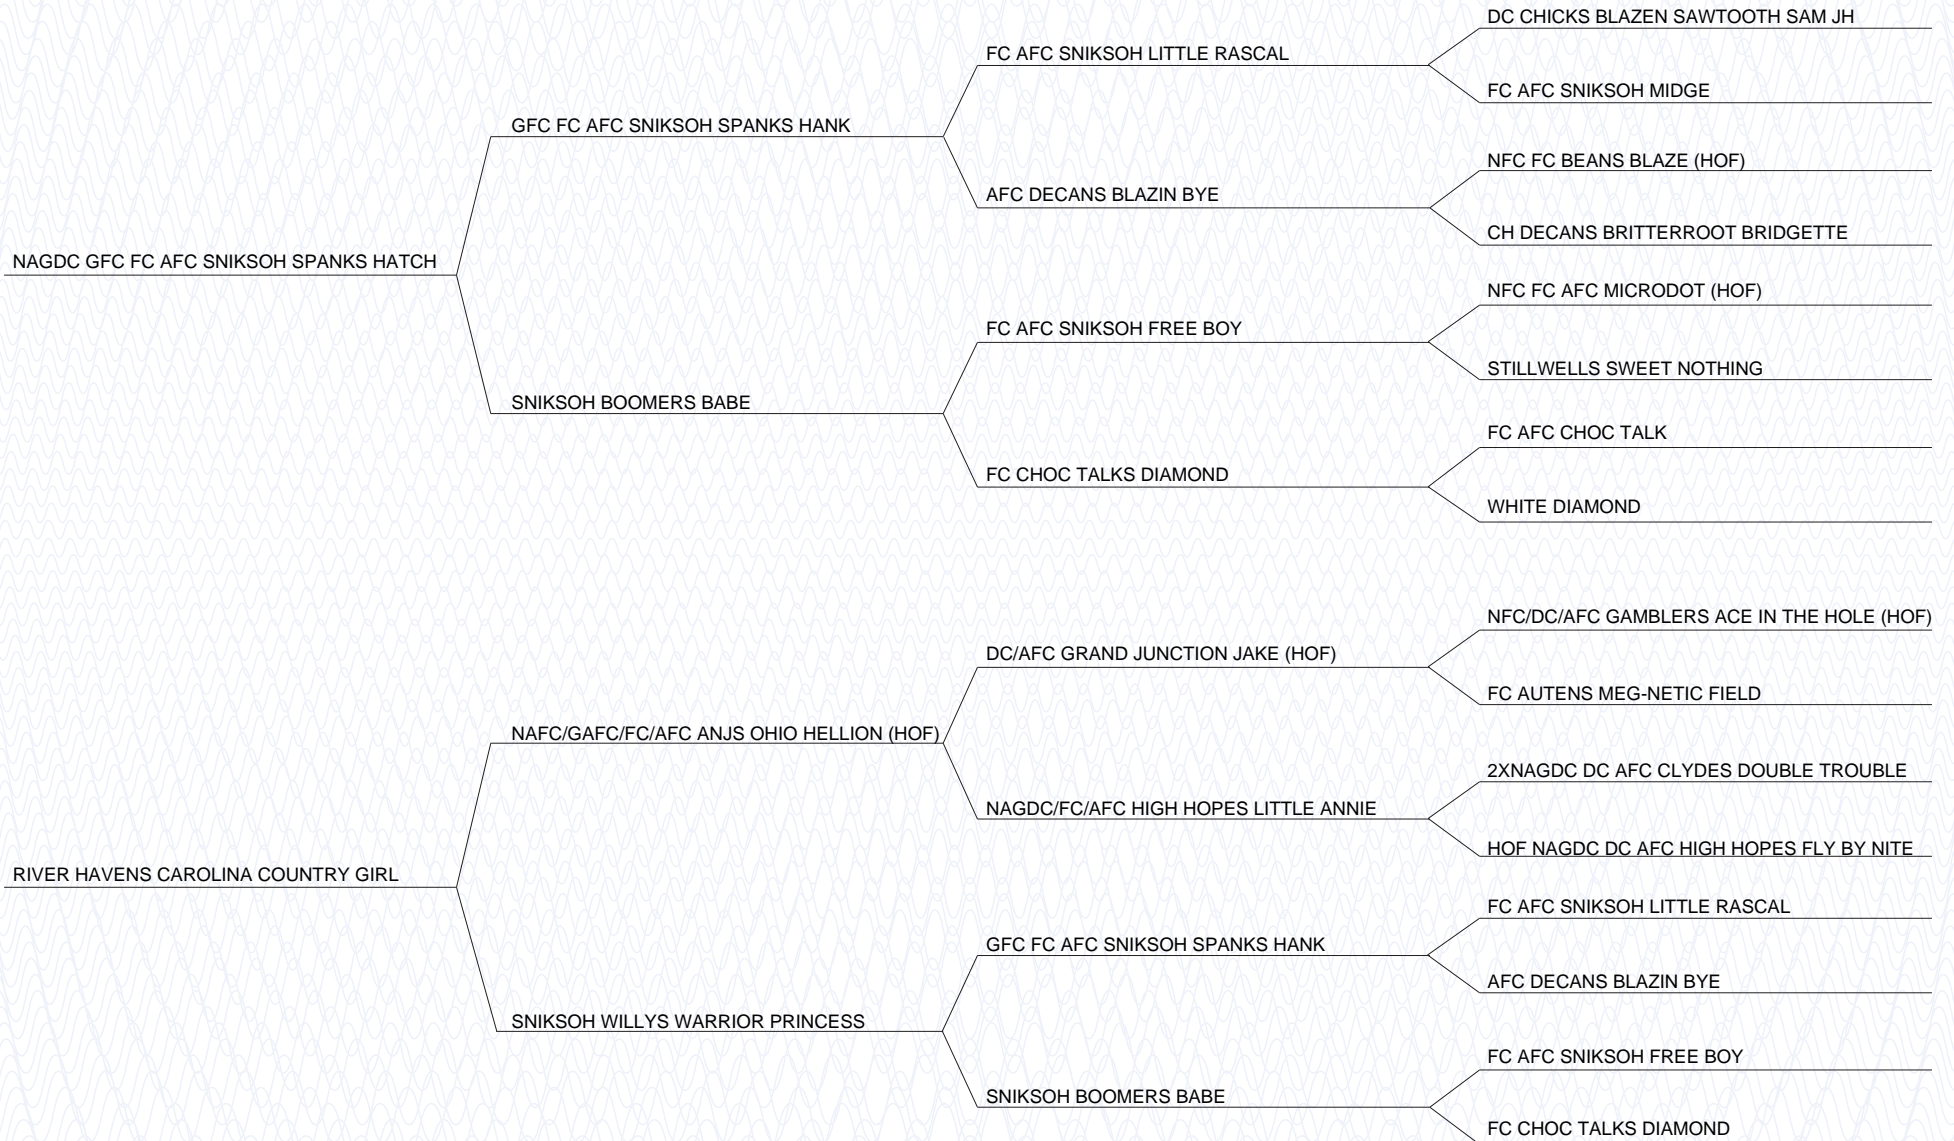 DC CHICKS BLAZEN SAWTOOTH SAM JH
FC AFC SNIKSOH LITTLE RASCAL
FC AFC SNIKSOH MIDGE
GFC FC AFC SNIKSOH SPANKS HANK
NFC FC BEANS BLAZE (HOF)
AFC DECANS BLAZIN BYE
CH DECANS BRITTERROOT BRIDGETTE
NAGDC GFC FC AFC SNIKSOH SPANKS HATCH
NFC FC AFC MICRODOT (HOF)
FC AFC SNIKSOH FREE BOY
STILLWELLS SWEET NOTHING
SNIKSOH BOOMERS BABE
FC AFC CHOC TALK
FC CHOC TALKS DIAMOND
WHITE DIAMOND
NFC/DC/AFC GAMBLERS ACE IN THE HOLE (HOF)
DC/AFC GRAND JUNCTION JAKE (HOF)
FC AUTENS MEG-NETIC FIELD
NAFC/GAFC/FC/AFC ANJS OHIO HELLION (HOF)
2XNAGDC DC AFC CLYDES DOUBLE TROUBLE
NAGDC/FC/AFC HIGH HOPES LITTLE ANNIE
HOF NAGDC DC AFC HIGH HOPES FLY BY NITE
RIVER HAVENS CAROLINA COUNTRY GIRL
FC AFC SNIKSOH LITTLE RASCAL
GFC FC AFC SNIKSOH SPANKS HANK
AFC DECANS BLAZIN BYE
SNIKSOH WILLYS WARRIOR PRINCESS
FC AFC SNIKSOH FREE BOY
SNIKSOH BOOMERS BABE
FC CHOC TALKS DIAMOND